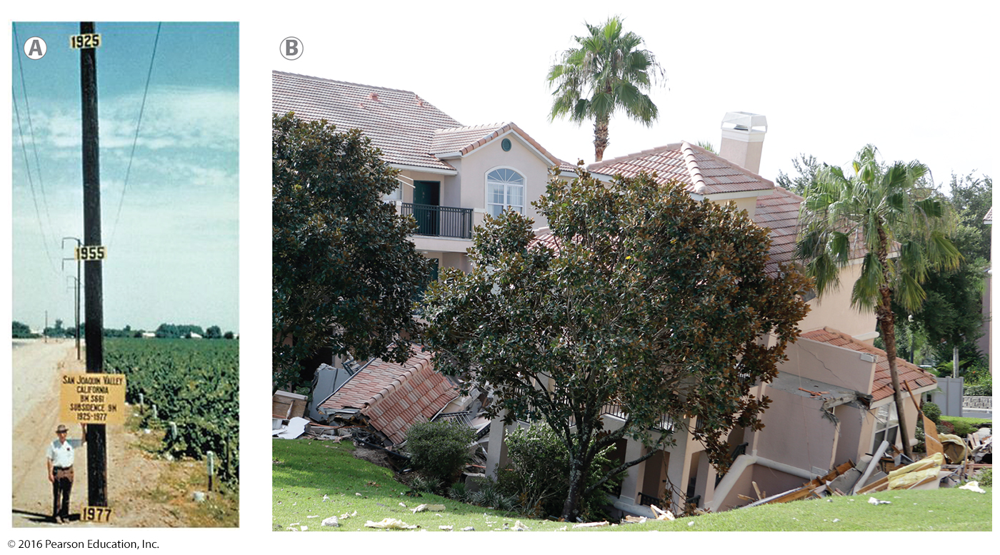 A
1925
1955
SAN JOAQUIN VALLEY
CALIFORNIA
BM S661
SUBSIDENCE 9M
1925-1977
1977
B
© 2016 Pearson Education, Inc.